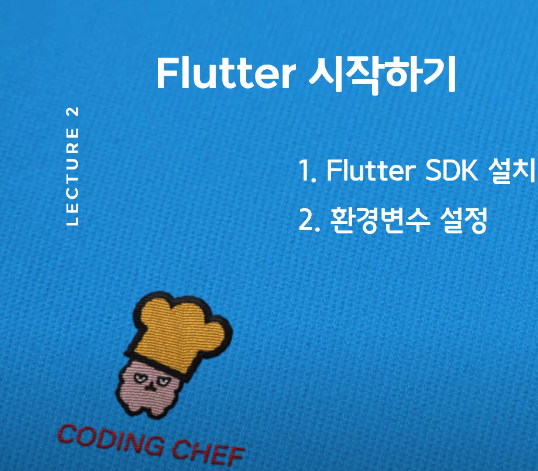 Flutter 시작하기
LECTURE 2
1. Flutter SDK 설치
2. 환경변수 설정
CODING CHEF